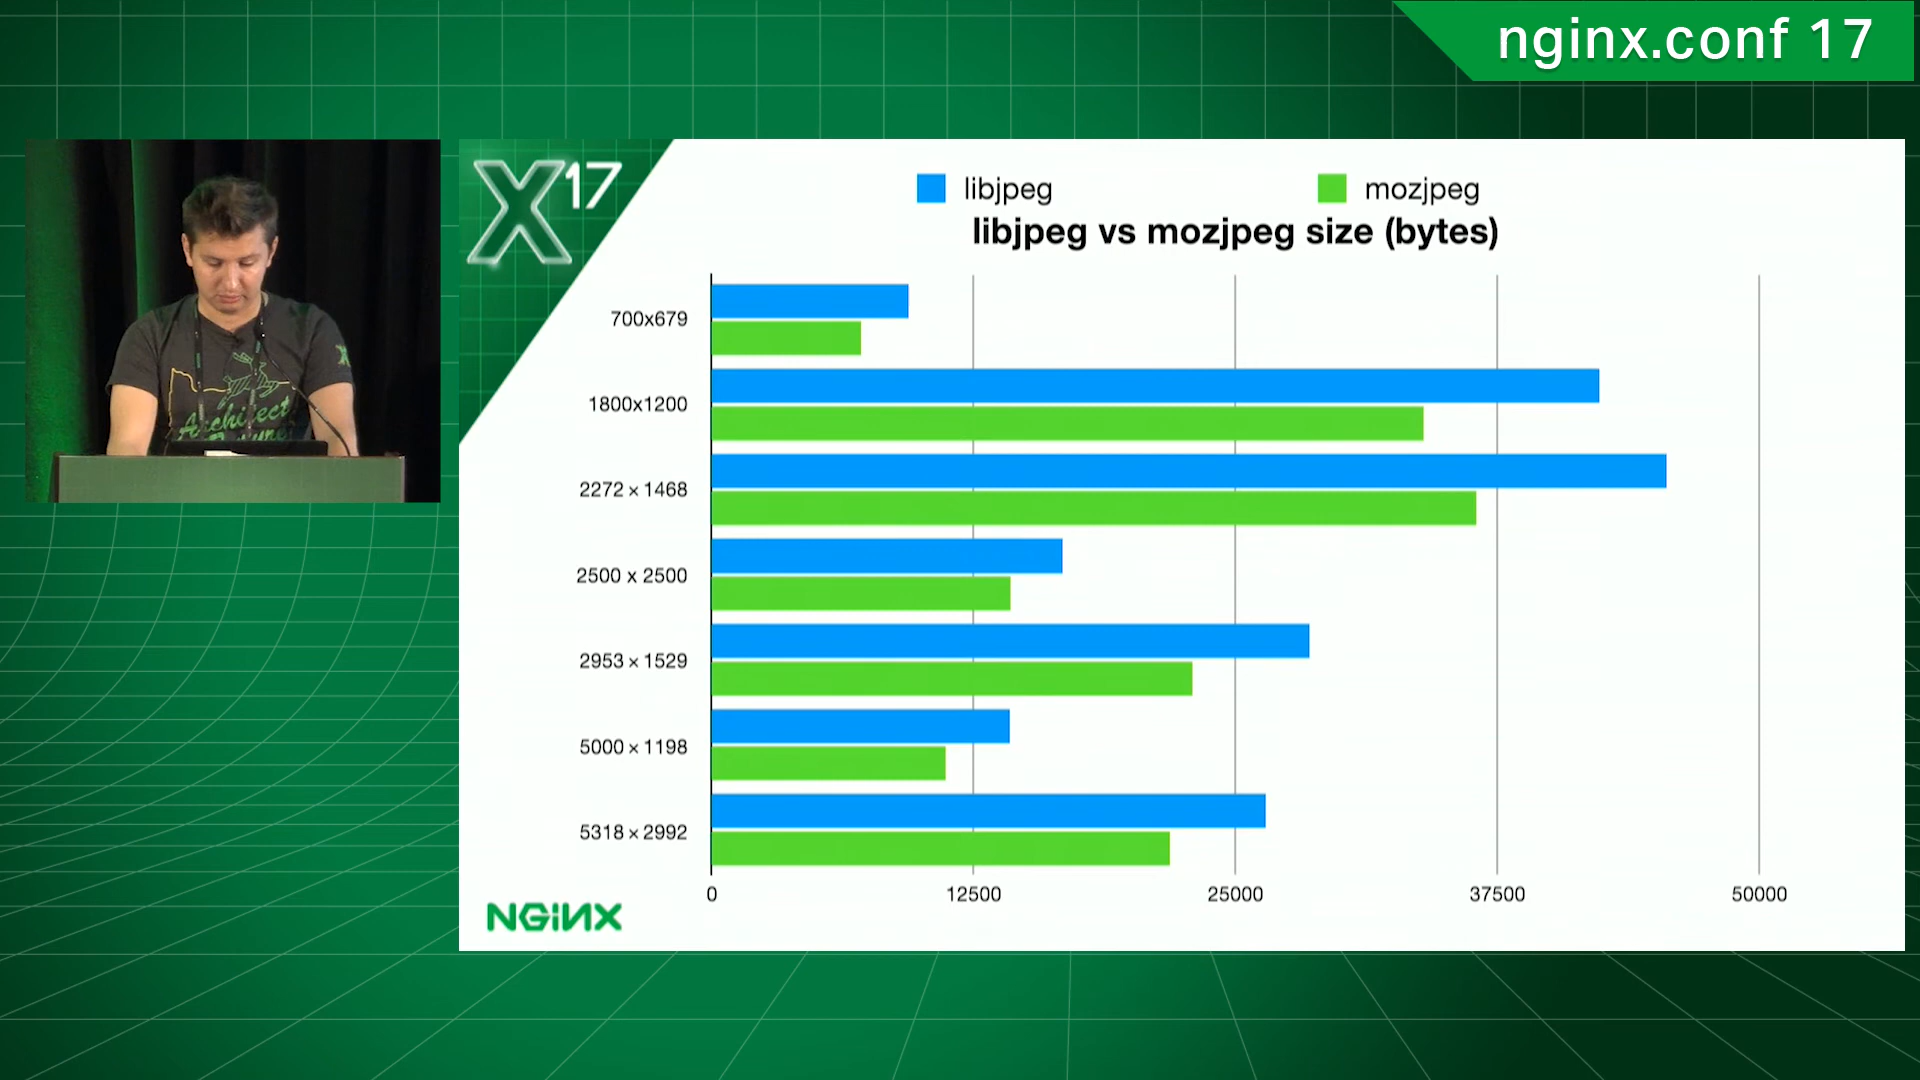 nginx.conf 17
X17
libjpeg mozjpeg
libjpeg vs mozjpeg size (bytes)
700x679
1800x1200
2272 × 1468
2500 x 2500
2953 × 1529
5000 × 1198
5318 × 2992
0 12500 25000 37500 50000
NGiNX
Architect